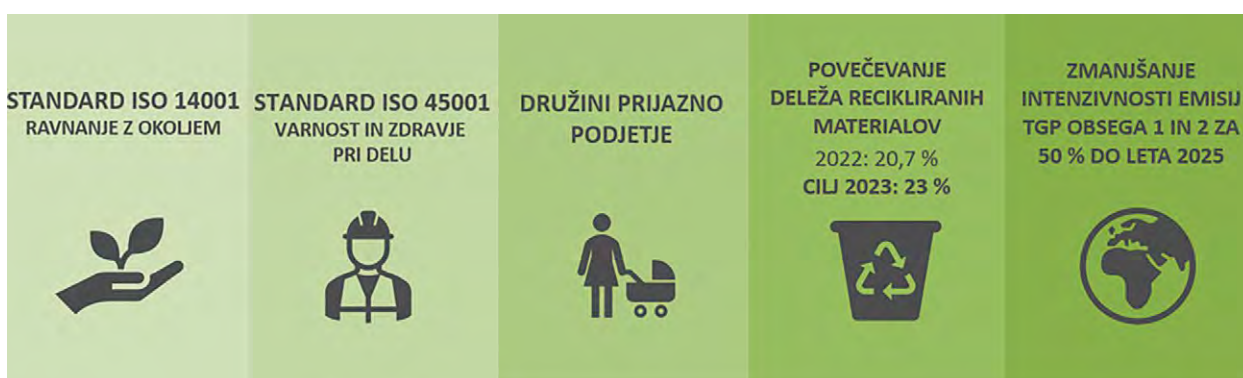 STANDARD ISO 14001
RAVNANJE Z OKOLJEM
STANDARD ISO 45001
VARNOST IN ZDRAVJE
PRI DELU
DRUŽINI PRIJAZNO
PODJETJE
POVEČEVANJE
DELEŽA RECIKLIRANIH
MATERIALOV
2022: 20,7 %
CILJ 2023: 23 %
ZMANJŠANJE
INTENZIVNOSTI EMISIJ
TGP OBSEGA 1 IN 2 ZA
50 % DO LETA 2025